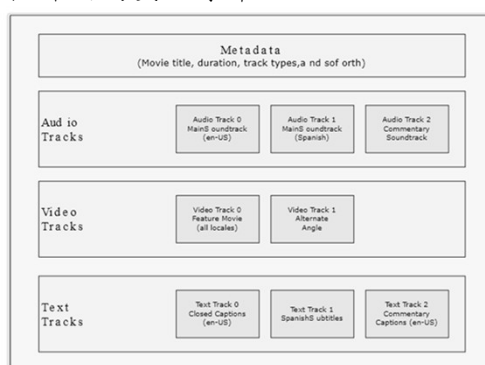 Metadata
(Movie title, duration, track types,a nd sof orth)
Aud io
Tracks
Audio Track 0
MainS oundtrack
(en-US)
Audio Track 1
MainS oundtrack
(Spanish)
Audio Track 2
Commentary
Soundtrack
Video
Tracks
Video Track 0
Feature Movie
(all locales)
Video Track 1
Alternate
Angle
Text
Tracks
Text Track 0
Closed Captions
(en-US)
Text Track 1
SpanishS ubtitles
Text Track 2
Commentary
Captions (en-US)